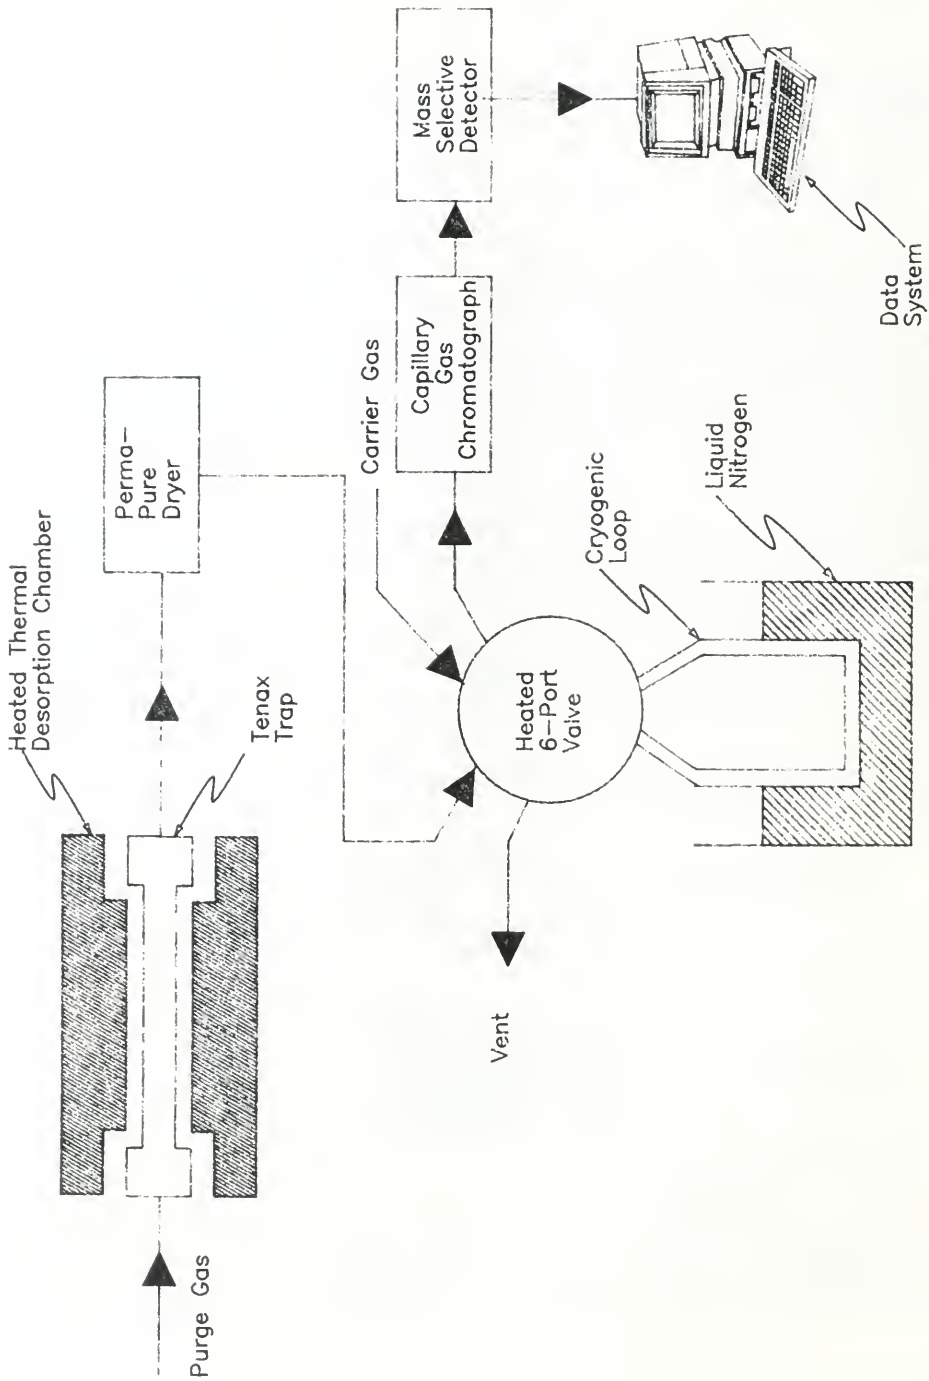 Purge Gas
Heated Thermal
Desorption Chamber
Tenax
Trap
Perma—
Pure
Dryer
Vent
Heated
6—Port
Valve
Carrier Gas
Capillary
Gas
Chromatograph
Mass
Selective
Detector
Cryogenic
Loop
Liquid
Nitrogen
Data
System